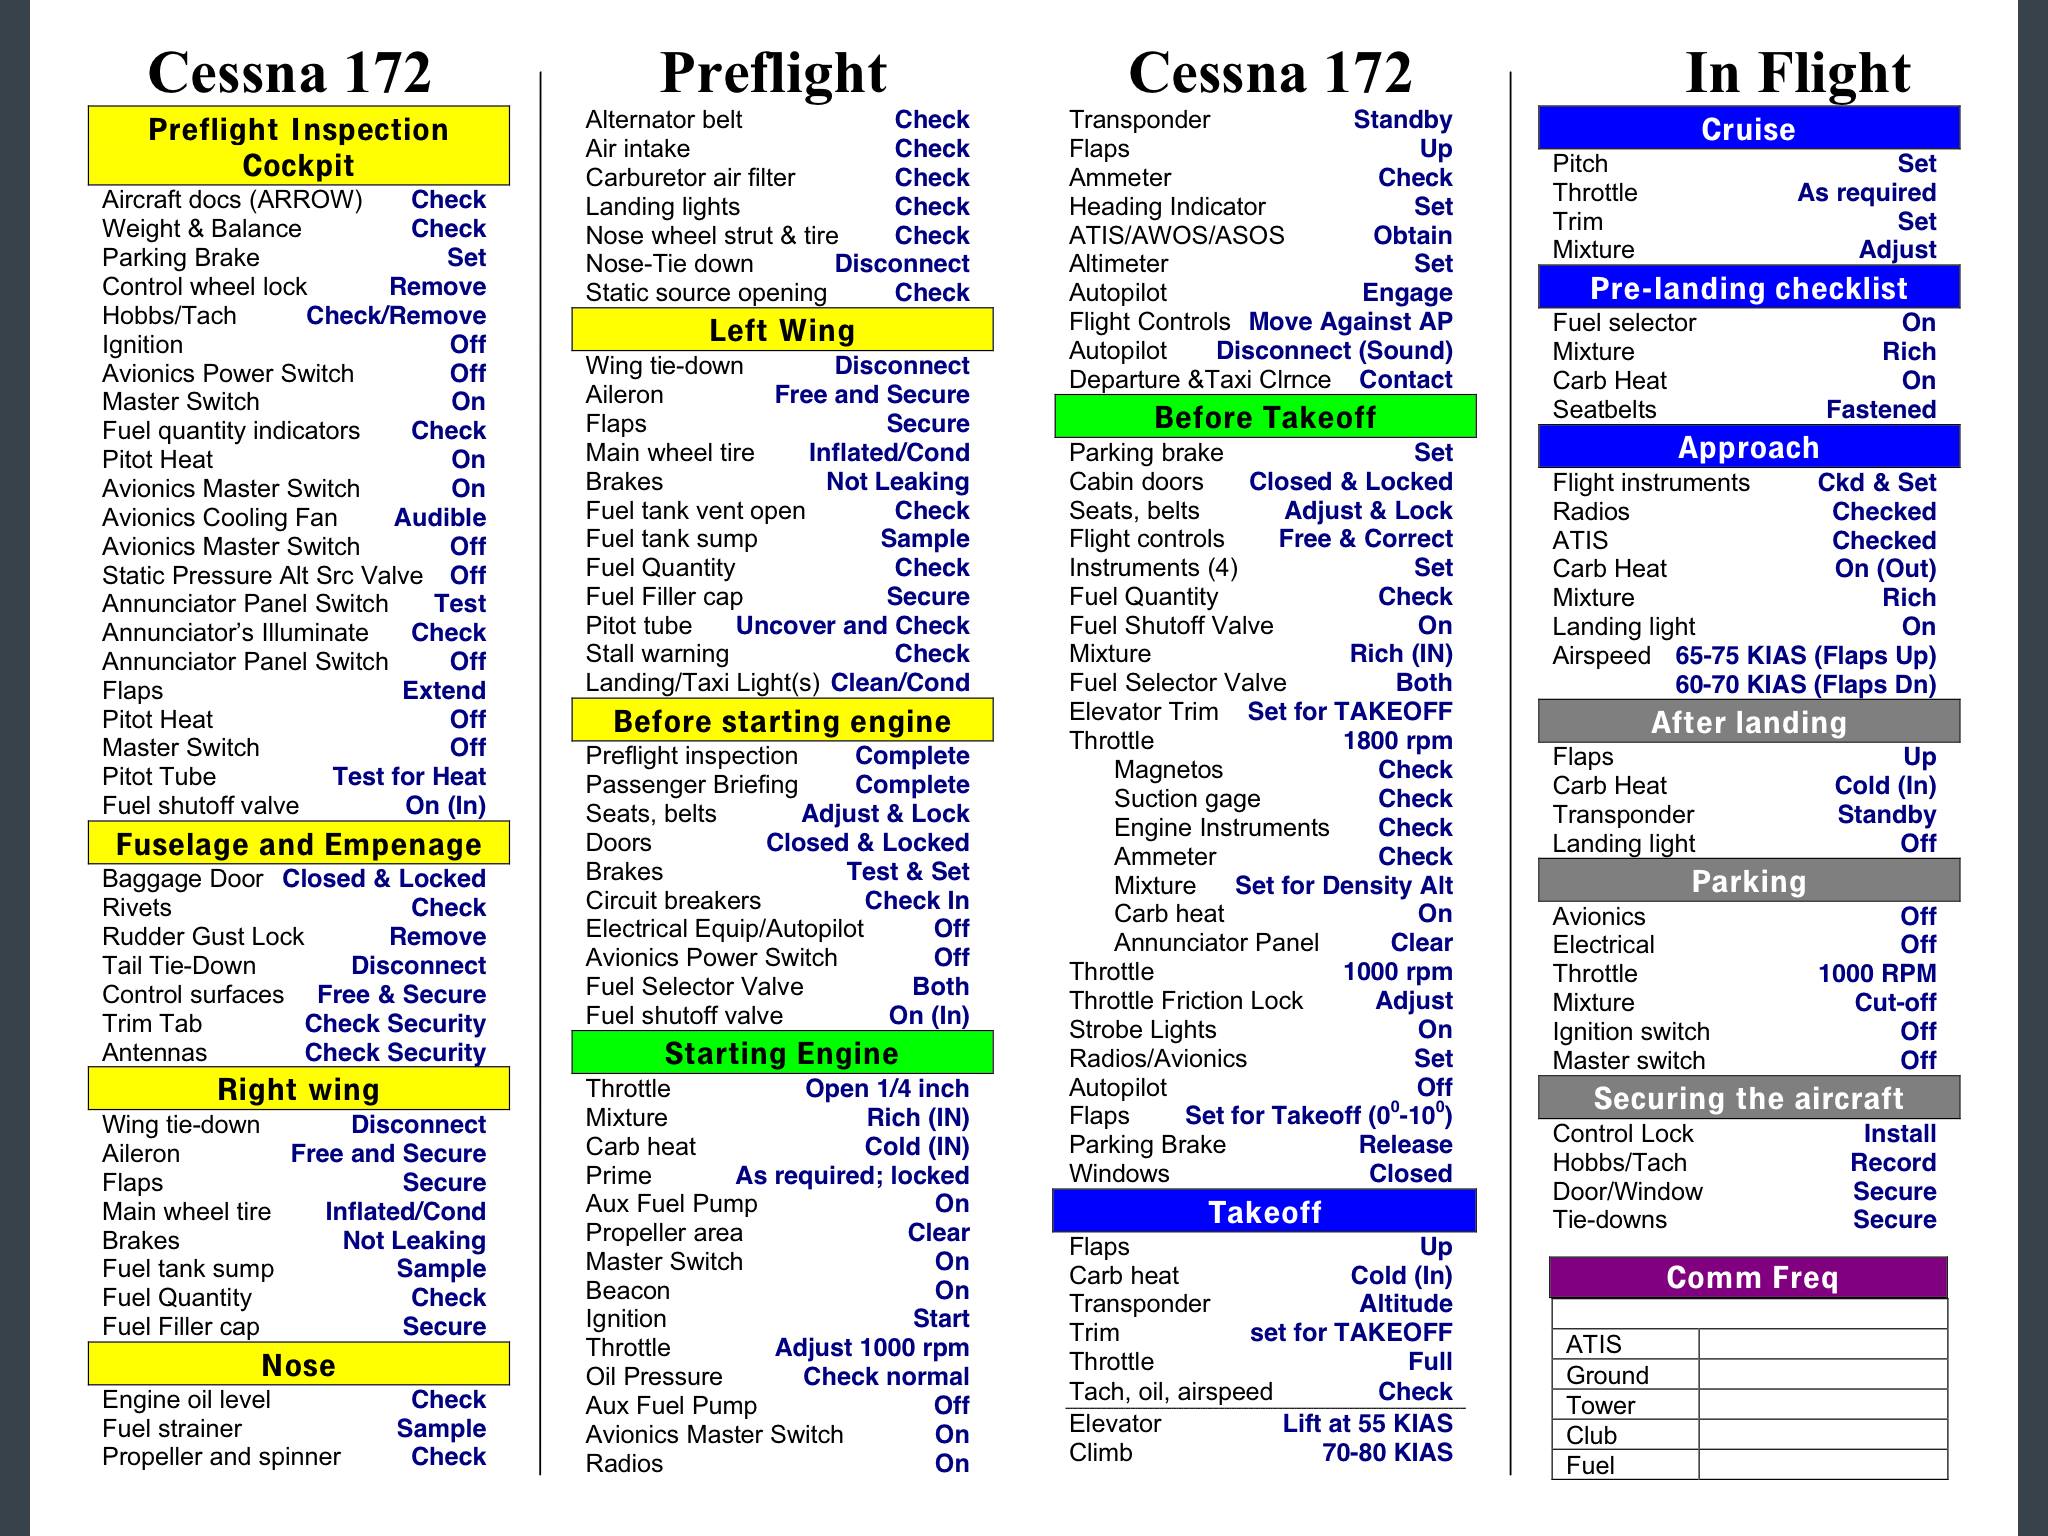 Cessna 172
Preflight Inspection
Cockpit
Aircraft docs (ARROW) Check
Weight & Balance Check
Parking Brake Set
Control wheel lock Remove
Hobbs/Tach Check/Remove
Ignition Off
Avionics Power Switch Off
Master Switch On
Fuel quantity indicators Check
Pitot Heat On
Avionics Master Switch On
Avionics Cooling Fan Audible
Avionics Master Switch Off
Static Pressure Alt Src Valve Off
Annunciator Panel Switch Test
Annunciator’s Illuminate Check
Annunciator Panel Switch Off
Flaps Extend
Pitot Heat Off
Master Switch Off
Pitot Tube Test for Heat
Fuel shutoff valve On (In)
Fuselage and Empenage
Baggage Door Closed & Locked
Rivets Check
Rudder Gust Lock Remove
Tail Tie-Down Disconnect
Control surfaces Free & Secure
Trim Tab Check Security
Antennas Check Security
Right wing
Wing tie-down Disconnect
Aileron Free and Secure
Flaps Secure
Main wheel tire Inflated/Cond
Brakes Not Leaking
Fuel tank sump Sample
Fuel Quantity Check
Fuel Filler cap Secure
Nose
Engine oil level Check
Fuel strainer Sample
Propeller and spinner Check
Preflight
Alternator belt Check
Air intake Check
Carburetor air filter Check
Landing lights Check
Nose wheel strut & tire Check
Nose-Tie down Disconnect
Static source opening Check
Left Wing
Wing tie-down Disconnect
Aileron Free and Secure
Flaps Secure
Main wheel tire Inflated/Cond
Brakes Not Leaking
Fuel tank vent open Check
Fuel tank sump Sample
Fuel Quantity Check
Fuel Filler cap Secure
Pitot tube Uncover and Check
Stall warning Check
Landing/Taxi Light(s) Clean/Cond
Before starting engine
Preflight inspection Complete
Passenger Briefing Complete
Seats, belts Adjust & Lock
Doors Closed & Locked
Brakes Test & Set
Circuit breakers Check In
Electrical Equip/Autopilot Off
Avionics Power Switch Off
Fuel Selector Valve Both
Fuel shutoff valve On (In)
Starting Engine
Throttle Open 1/4 inch
Mixture Rich (IN)
Carb heat Cold (IN)
Prime As required; locked
Aux Fuel Pump On
Propeller area Clear
Master Switch On
Beacon On
Ignition Start
Throttle Adjust 1000 rpm
Oil Pressure Check normal
Aux Fuel Pump Off
Avionics Master Switch On
Radios On
Cessna 172
Transponder Standby
Flaps Up
Ammeter Check
Heading Indicator Set
ATIS/AWOS/ASOS Obtain
Altimeter Set
Autopilot Engage
Flight Controls Move Against AP
Autopilot Disconnect (Sound)
Departure &Taxi Clrnce Contact
Before Takeoff
Parking brake Set
Cabin doors Closed & Locked
Seats, belts Adjust & Lock
Flight controls Free & Correct
Instruments (4) Set
Fuel Quantity Check
Fuel Shutoff Valve On
Mixture Rich (IN)
Fuel Selector Valve Both
Elevator Trim Set for TAKEOFF
Throttle 1800 rpm
Magnetos Check
Suction gage Check
Engine Instruments Check
Ammeter Check
Mixture Set for Density Alt
Carb heat On
Annunciator Panel Clear
Throttle 1000 rpm
Throttle Friction Lock Adjust
Strobe Lights On
Radios/Avionics Set
Autopilot Off
Flaps Set for Takeoff (0⁰-10⁰)
Parking Brake Release
Windows Closed
Takeoff
Flaps Up
Carb heat Cold (In)
Transponder Altitude
Trim set for TAKEOFF
Throttle Full
Tach, oil, airspeed Check
Elevator Lift at 55 KIAS
Climb 70-80 KIAS
In Flight
Cruise
Pitch Set
Throttle As required
Trim Set
Mixture Adjust
Pre-landing checklist
Fuel selector On
Mixture Rich
Carb Heat On
Seatbelts Fastened
Approach
Flight instruments Ckd & Set
Radios Checked
ATIS Checked
Carb Heat On (Out)
Mixture Rich
Landing light On
Airspeed 65-75 KIAS (Flaps Up)
60-70 KIAS (Flaps Dn)
After landing
Flaps Up
Carb Heat Cold (In)
Transponder Standby
Landing light Off
Parking
Avionics Off
Electrical Off
Throttle 1000 RPM
Mixture Cut-off
Ignition switch Off
Master switch Off
Securing the aircraft
Control Lock Install
Hobbs/Tach Record
Door/Window Secure
Tie-downs Secure
Comm Freq
ATIS
Ground
Tower
Club
Fuel